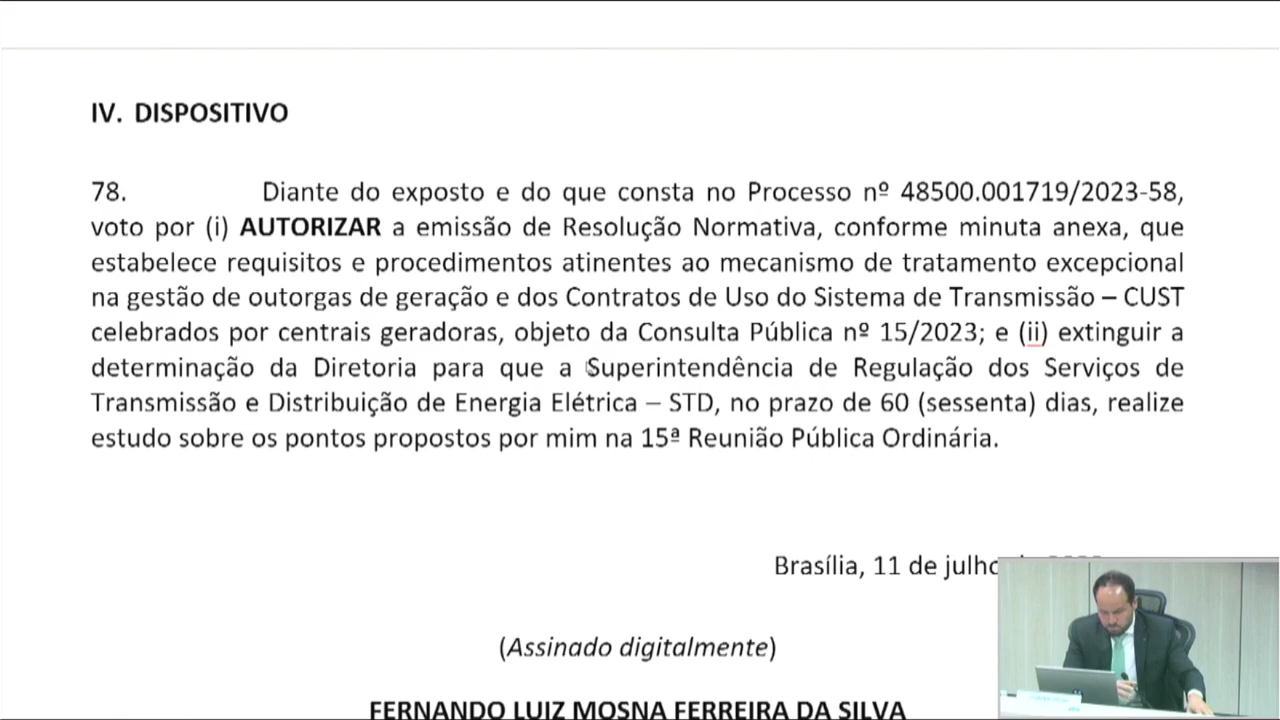 IV. DISPOSITIVO
78. Diante do exposto e do que consta no Processo nº 48500.001719/2023-58,
voto por (i) AUTORIZAR a emissão de Resolução Normativa, conforme minuta anexa, que
estabelece requisitos e procedimentos atinentes ao mecanismo de tratamento excepcional
na gestão de outorgas de geração e dos Contratos de Uso do Sistema de Transmissão – CUST
celebrados por centrais geradoras, objeto da Consulta Pública nº 15/2023; e (ii) extinguir a
determinação da Diretoria para que a Superintendência de Regulação dos Serviços de
Transmissão e Distribuição de Energia Elétrica – STD, no prazo de 60 (sessenta) dias, realize
estudo sobre os pontos propostos por mim na 15ª Reunião Pública Ordinária.
Brasília, 11 de julho
(Assinado digitalmente)
FERNANDO LUIZ MOSNA FERREIRA DA SILVA